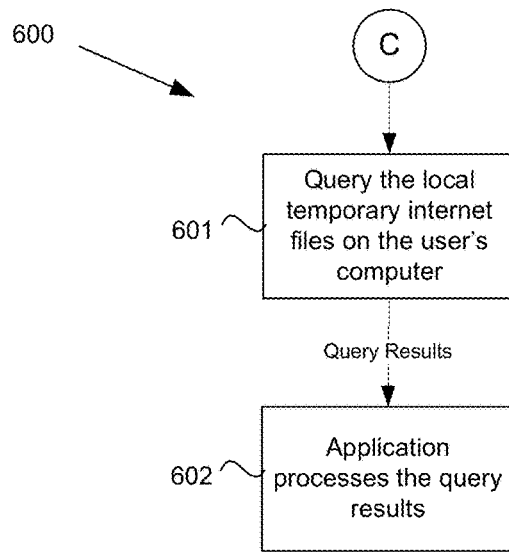 600
C
601
Query the local
temporary internet
files on the user's
computer
Query Results
602
Application
processes the query
results